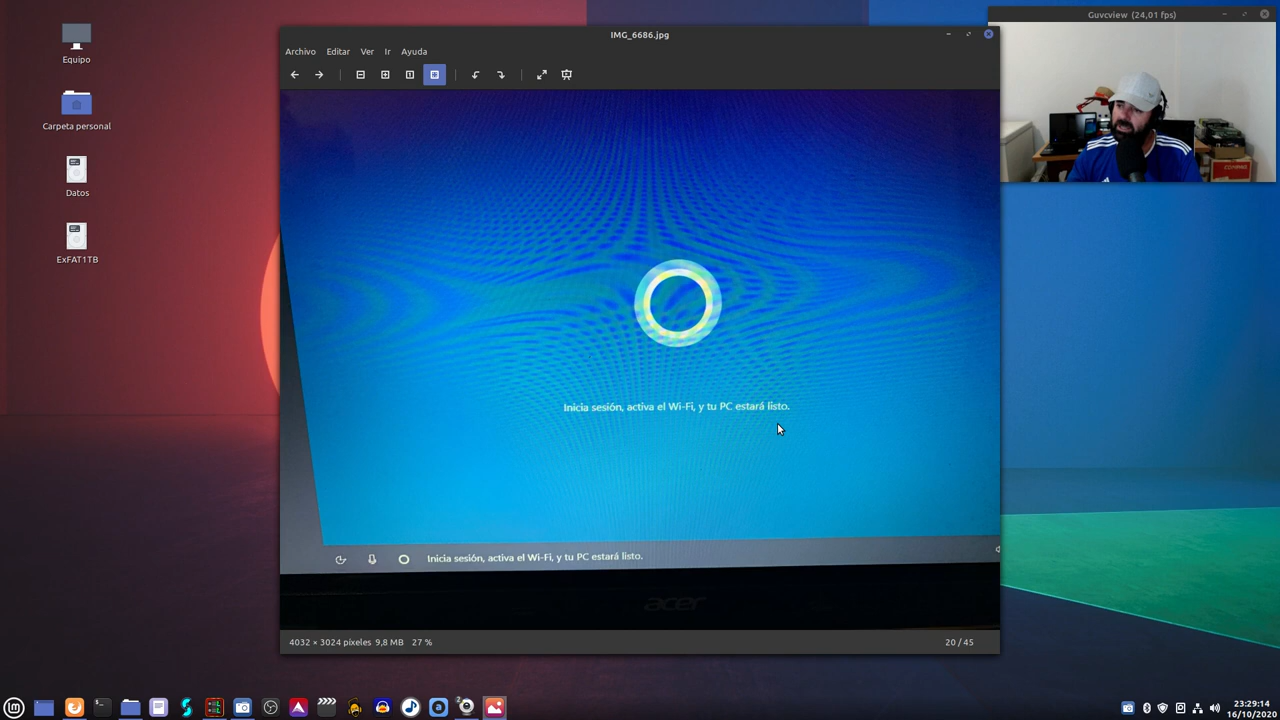 Guvcview (24,01 fps)
IMG_6686.jpg
Archivo Editar Ver Ir Ayuda
Equipo
Carpeta personal
Datos
ExFAT1TB
Inicia sesión, activa el Wi-Fi, y tu PC estará listo.
Inicia sesión, activa el Wi-Fi, y tu PC estará listo.
acer
4032 × 3024 píxeles 9,8 MB 27 %
20 / 45
COMPAQ
23:29:14
16/10/2020